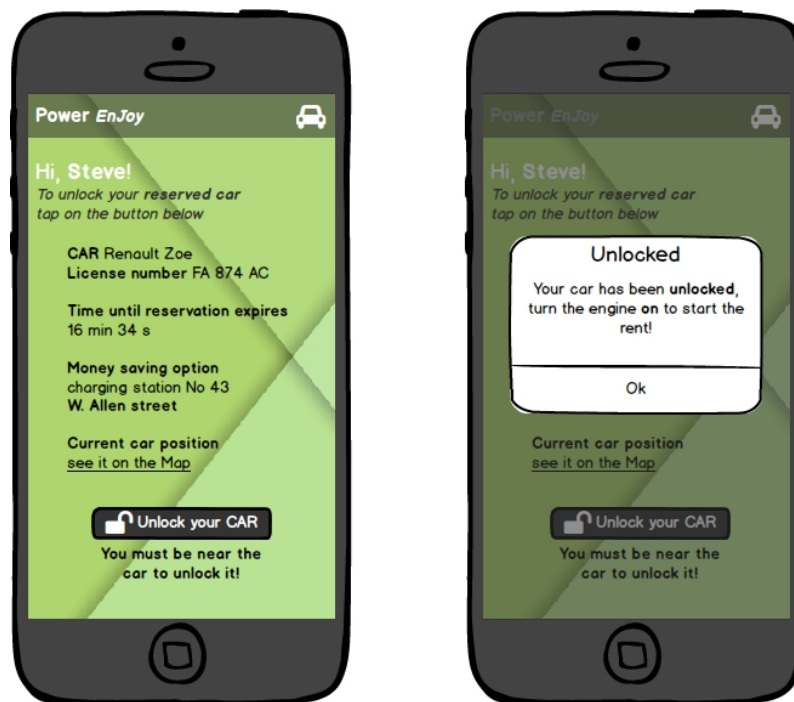 Power EnJoy
Hi, Steve!
To unlock your reserved car
tap on the button below
CAR Renault Zoe
License number FA 874 AC
Time until reservation expires
16 min 34 s
Money saving option
charging station No 43
W. Allen street
Current car position
see it on the Map
Unlock your CAR
You must be near the
car to unlock it!
Power EnJoy
Hi, Steve!
To unlock your reserved car
tap on the button below
Unlocked
Your car has been unlocked,
turn the engine on to start the
rent!
Ok
Current car position
see it on the Map
Unlock your CAR
You must be near the
car to unlock it!